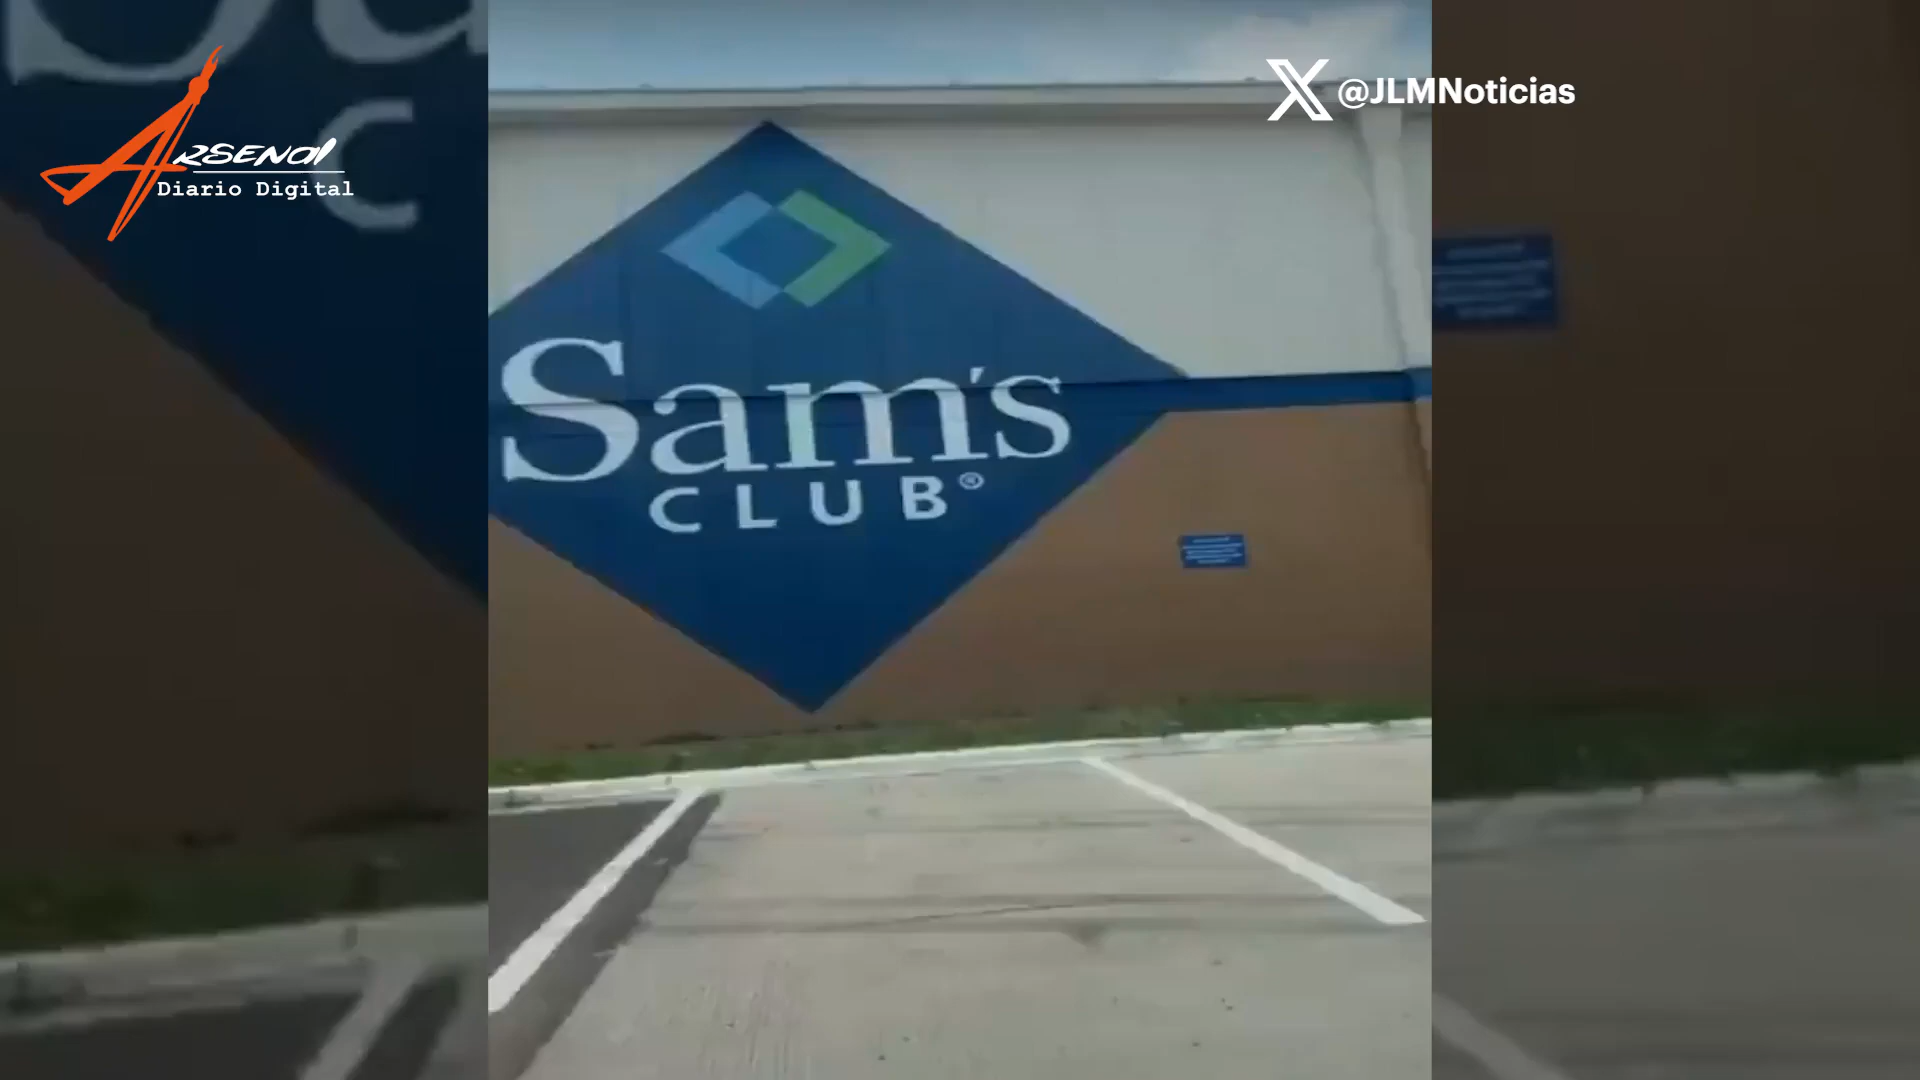 ARSENAL
Diario Digital
@JLMNoticias
Sam's
CLUB®